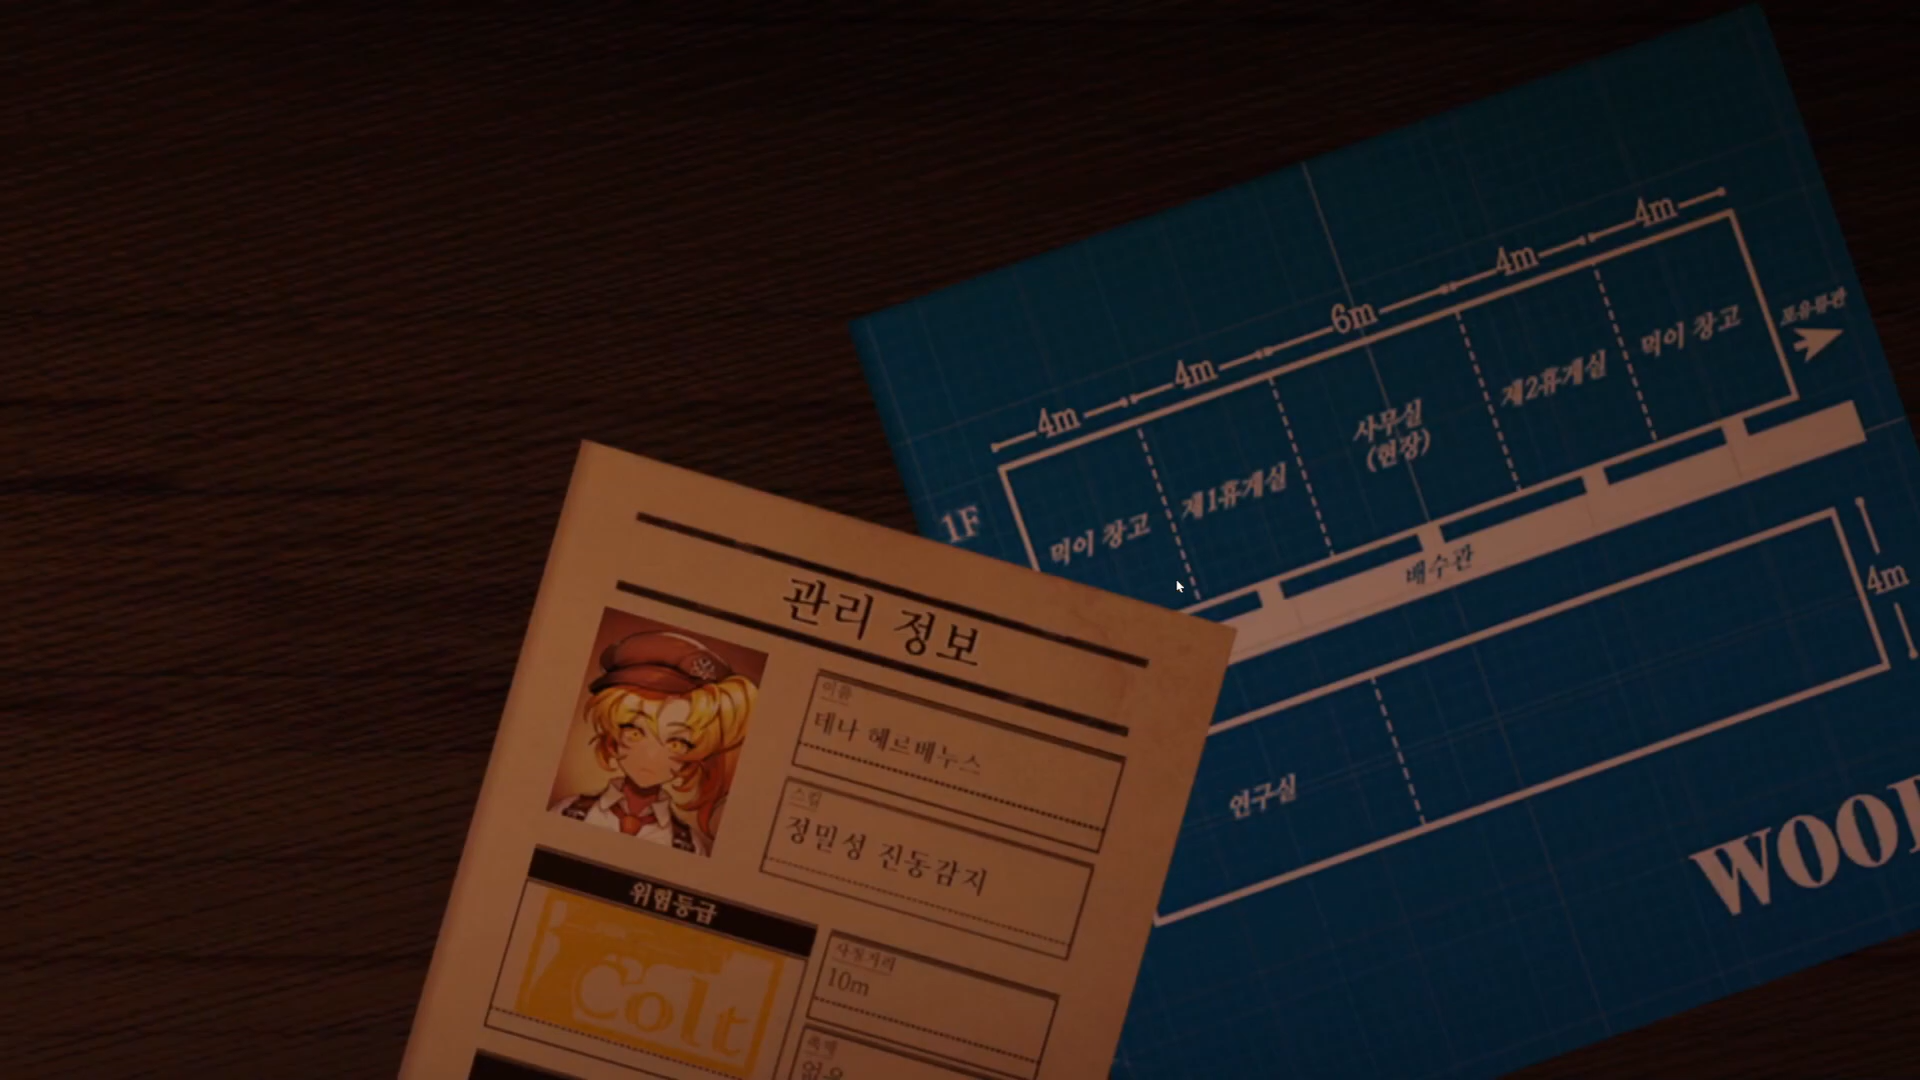 4m
4m
6m
4m
4m
1F
먹이 창고
제1휴게실
사무실
(현장)
제2휴게실
먹이 창고
배수관
4m
연구실
관리 정보
이름
데나 헤르베누스
스킬
정밀성 진동감지
위험등급
Colt
사정거리
10m